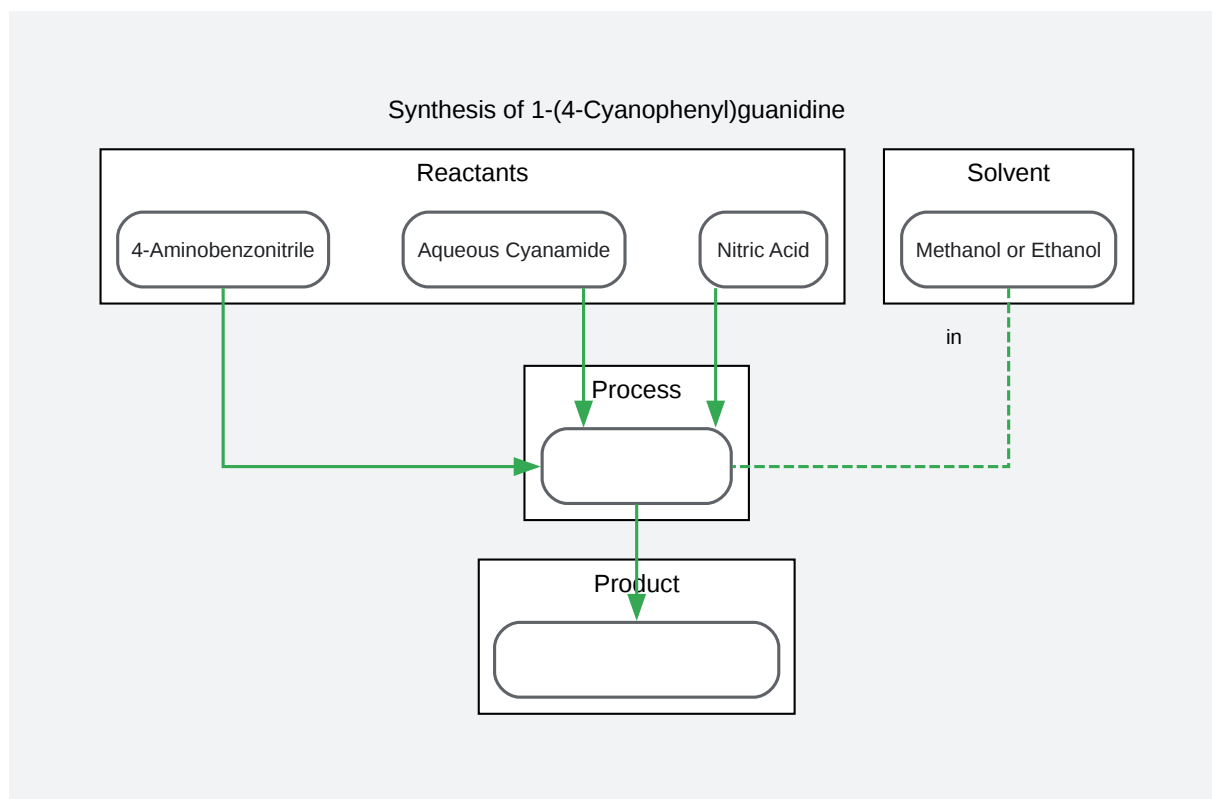 Synthesis of 1-(4-Cyanophenyl)guanidine
Reactants
Solvent
4-Aminobenzonitrile
Aqueous Cyanamide
Nitric Acid
Methanol or Ethanol
in
Process
Product